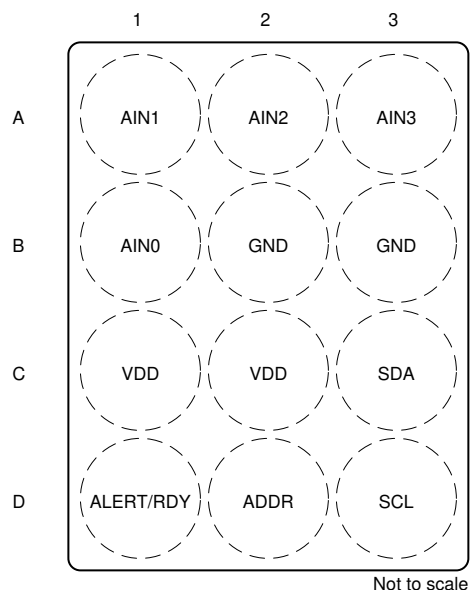 1 2 3
A AIN1 AIN2 AIN3
B AIN0 GND GND
C VDD VDD SDA
D ALERT/RDY ADDR SCL
Not to scale